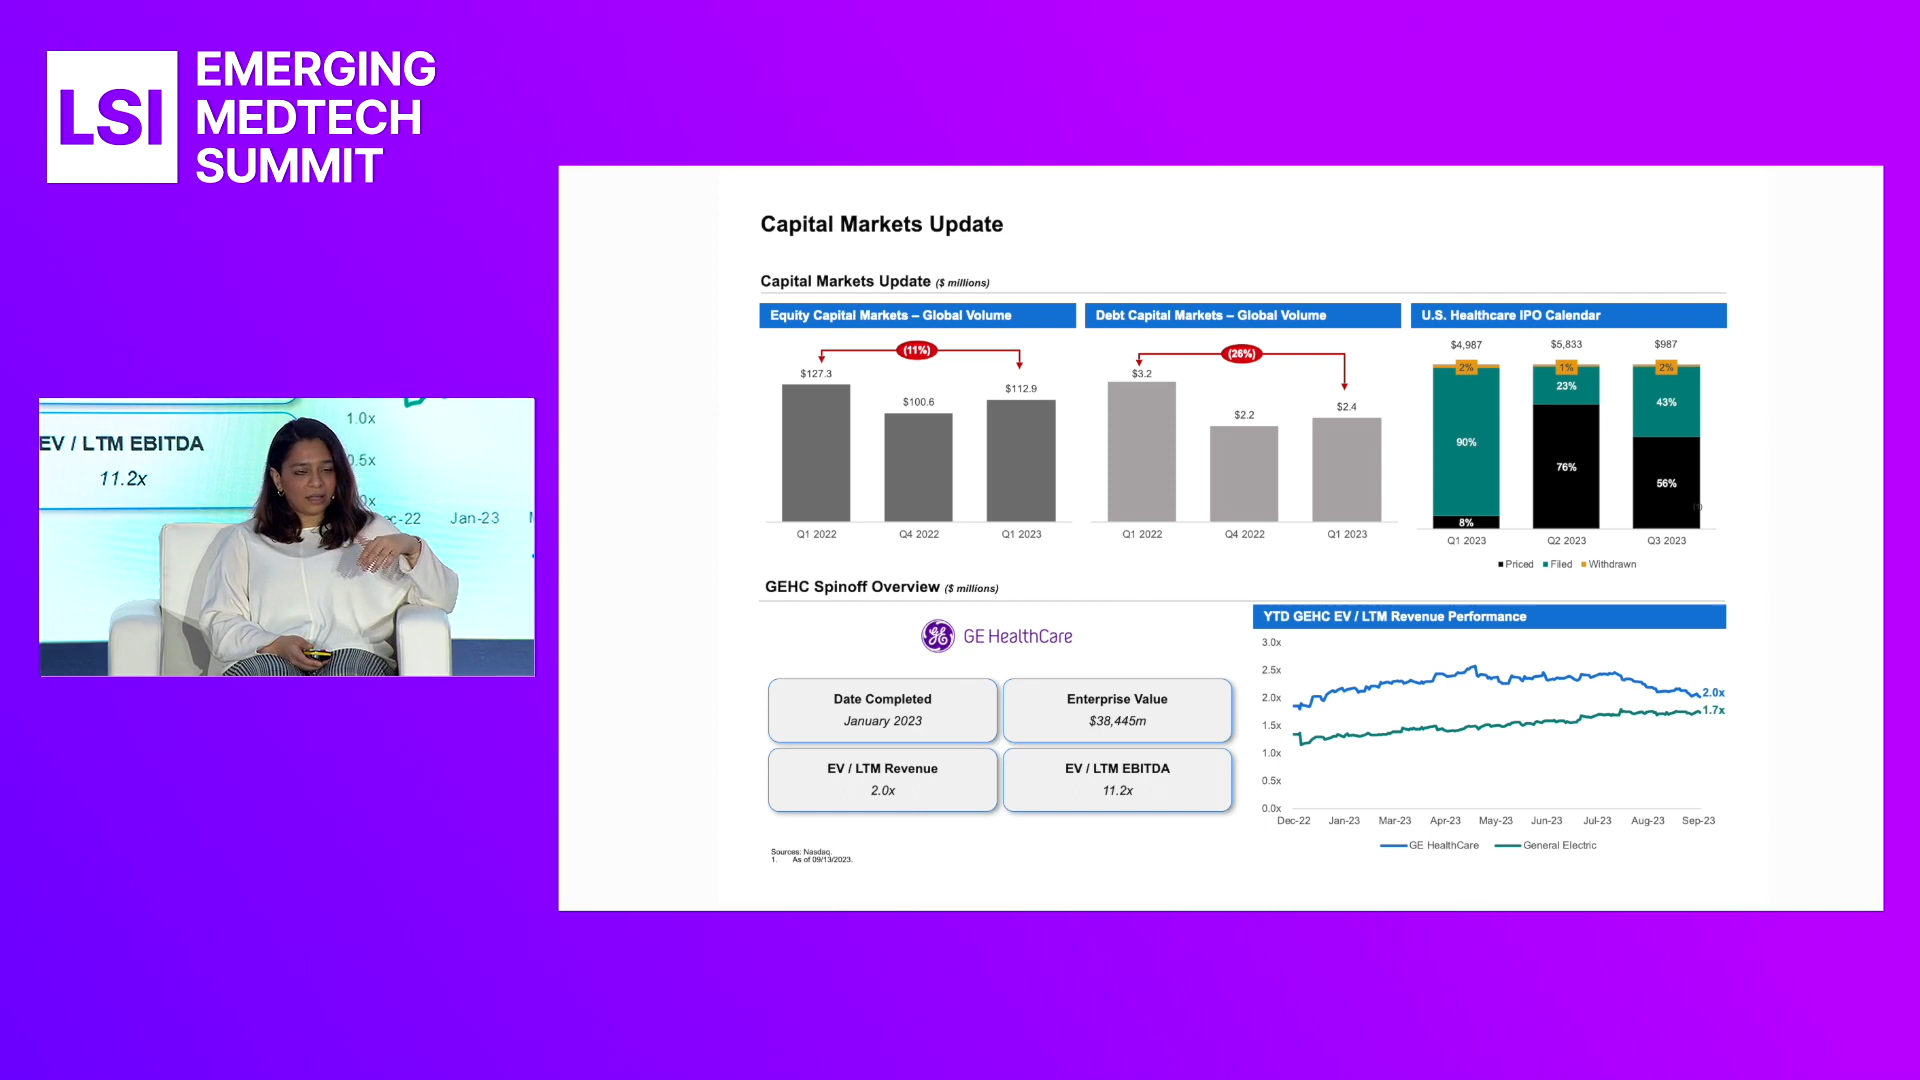 LSI
EMERGING
MEDTECH
SUMMIT
EV / LTM EBITDA
11.2x
1.0x
0.5x
Jan-23
Capital Markets Update
Capital Markets Update ($ millions)
Equity Capital Markets – Global Volume
(11%)
$127.3
$100.6
$112.9
Q1 2022
Q4 2022
Q1 2023
Debt Capital Markets – Global Volume
(26%)
$3.2
$2.2
$2.4
Q1 2022
Q4 2022
Q1 2023
U.S. Healthcare IPO Calendar
$4,987
$5,833
$987
2%
1%
2%
90%
23%
43%
8%
76%
56%
Q1 2023
Q2 2023
Q3 2023
Priced Filed Withdrawn
GEHC Spinoff Overview ($ millions)
GE HealthCare
Date Completed
January 2023
Enterprise Value
$38,445m
EV / LTM Revenue
2.0x
EV / LTM EBITDA
11.2x
YTD GEHC EV / LTM Revenue Performance
3.0x
2.5x
2.0x
1.5x
1.0x
0.5x
0.0x
2.0x
1.7x
Dec-22 Jan-23 Mar-23 Apr-23 May-23 Jun-23 Jul-23 Aug-23 Sep-23
GE HealthCare General Electric
Sources: Nasdaq.
1. As of 09/13/2023.